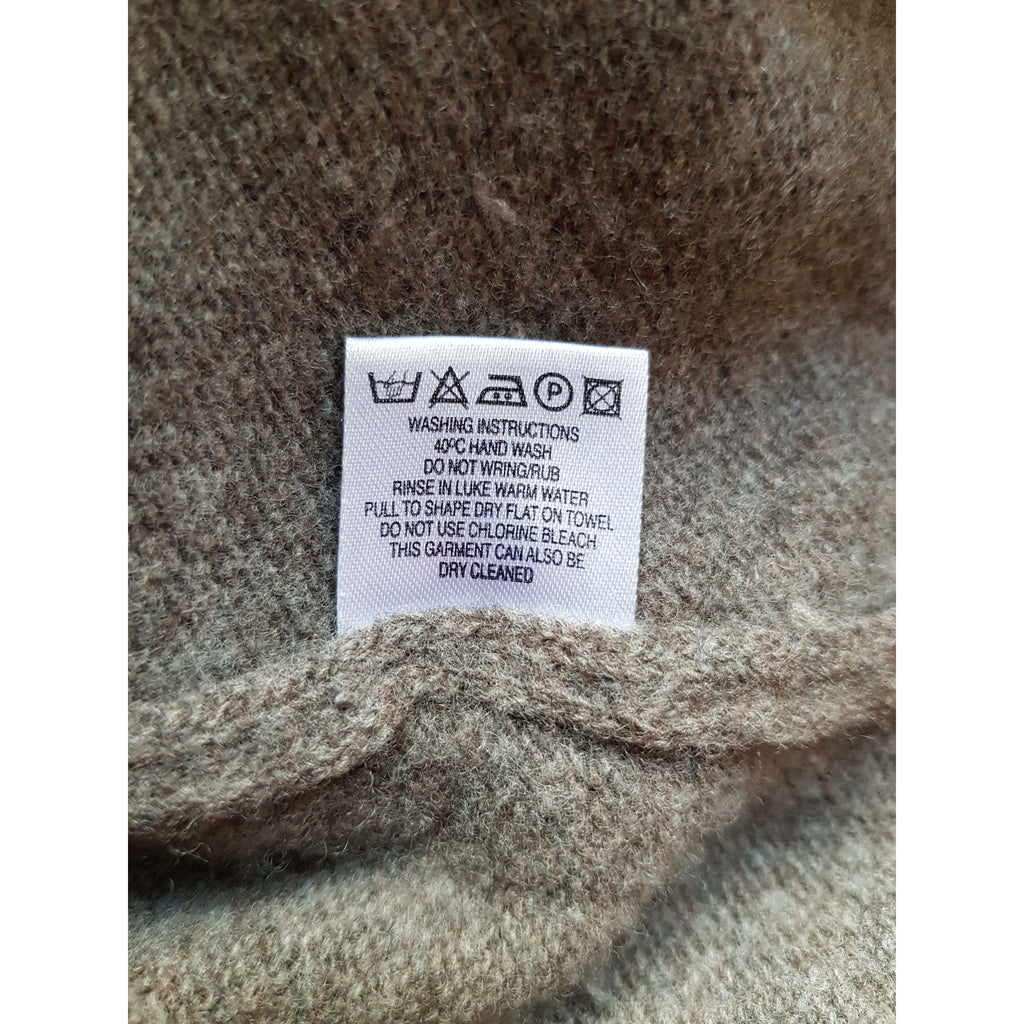 P
WASHING INSTRUCTIONS
40ºC HAND WASH
DO NOT WRING/RUB
RINSE IN LUKE WARM WATER
PULL TO SHAPE DRY FLAT ON TOWEL
DO NOT USE CHLORINE BLEACH
THIS GARMENT CAN ALSO BE
DRY CLEANED